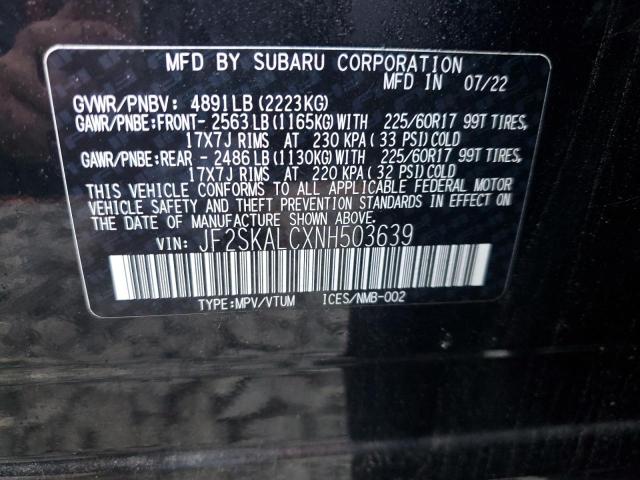 MFD BY SUBARU CORPORATION
MFD IN 07/22
GVWR/PNBV: 4891LB (2223KG)
GAWR/PNBE:FRONT- 2563LB (1165KG) WITH 225/60R17 99T TIRES,
17X7J RIMS AT 230 KPA ( 33 PSI) COLD
GAWR/PNBE:REAR - 2486LB (1130KG) WITH 225/60R17 99T TIRES,
17X7J RIMS AT 220 KPA ( 32 PSI) COLD
THIS VEHICLE CONFORMS TO ALL APPLICABLE FEDERAL MOTOR
VEHICLE SAFETY AND THEFT PREVENTION STANDARDS IN EFFECT
ON THE DATE OF MANUFACTURE SHOWN ABOVE.
VIN: JF2SKALCXNH503639
TYPE:MPV/VTUM ICES/NMB-002